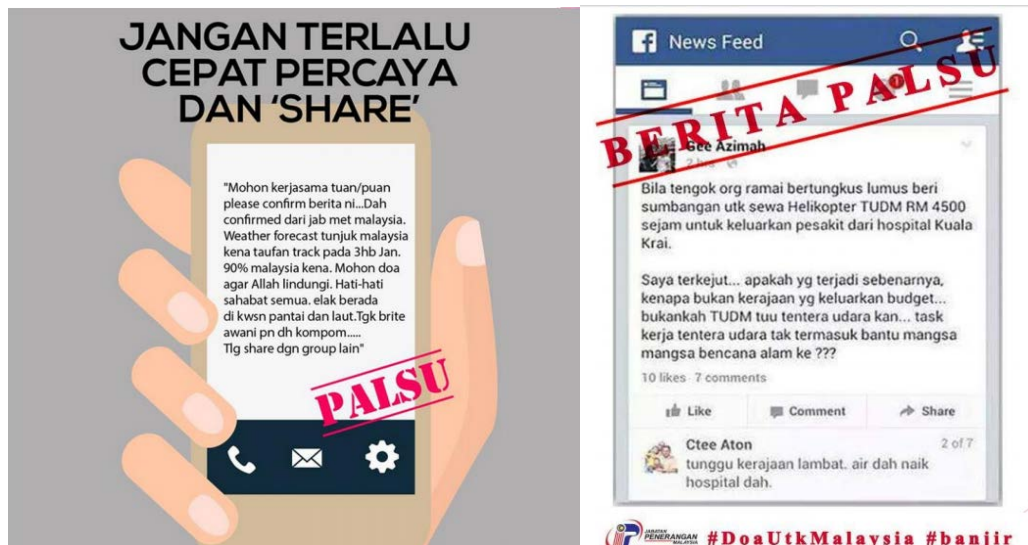 JANGAN TERLALU
CEPAT PERCAYA
DAN 'SHARE'
"Mohon kerjasama tuan/puan
please confirm berita ni...Dah
confirmed dari jab met malaysia.
Weather forecast tunjuk malaysia
kena taufan track pada 3hb Jan.
90% malaysia kena. Mohon doa
agar Allah lindungi. Hati-hati
sahabat semua. elak berada
di kwsn pantai dan laut.Tgk brite
awani pn dh kompom.....
Tlg share dgn group lain"
PALSU
News Feed
BERITA PALSU
Gee Azimah
2 hrs
Bila tengok org ramai bertungkus lumus beri
sumbangan utk sewa Helikopter TUDM RM 4500
sejam untuk keluarkan pesakit dari hospital Kuala
Krai.
Saya terkejut... apakah yg terjadi sebenarnya,
kenapa bukan kerajaan yg keluarkan budget...
bukankah TUDM tuu tentera udara kan... task
kerja tentera udara tak termasuk bantu mangsa
mangsa bencana alam ke ???
10 likes 7 comments
Like Comment Share
Ctee Aton 2 of 7
tunggu kerajaan lambat. air dah naik
hospital dah.
JABATAN
PENERANGAN
MALAYSIA
#DoaUtkMalaysia #banjir